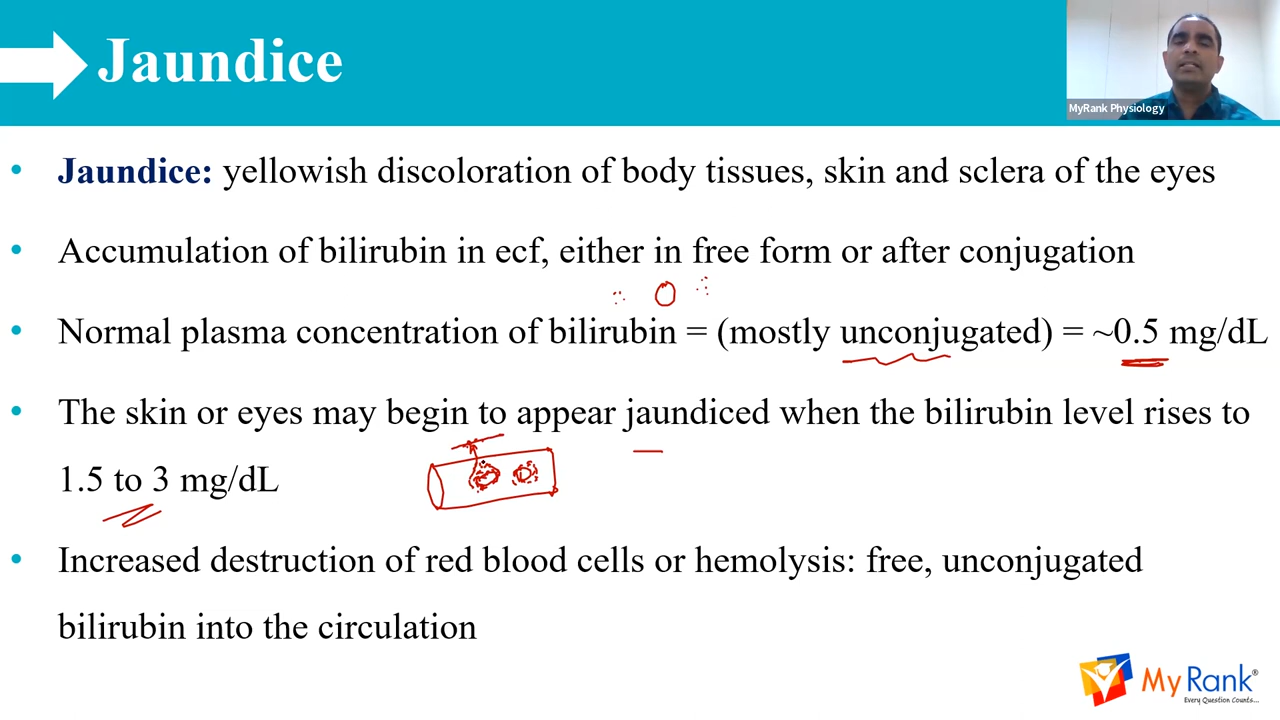 Jaundice
MyRank Physiology
• Jaundice: yellowish discoloration of body tissues, skin and sclera of the eyes
• Accumulation of bilirubin in ecf, either in free form or after conjugation
• Normal plasma concentration of bilirubin = (mostly unconjugated) = ~0.5 mg/dL
• The skin or eyes may begin to appear jaundiced when the bilirubin level rises to
1.5 to 3 mg/dL
• Increased destruction of red blood cells or hemolysis: free, unconjugated
bilirubin into the circulation
My Rank®
Every Question Counts...